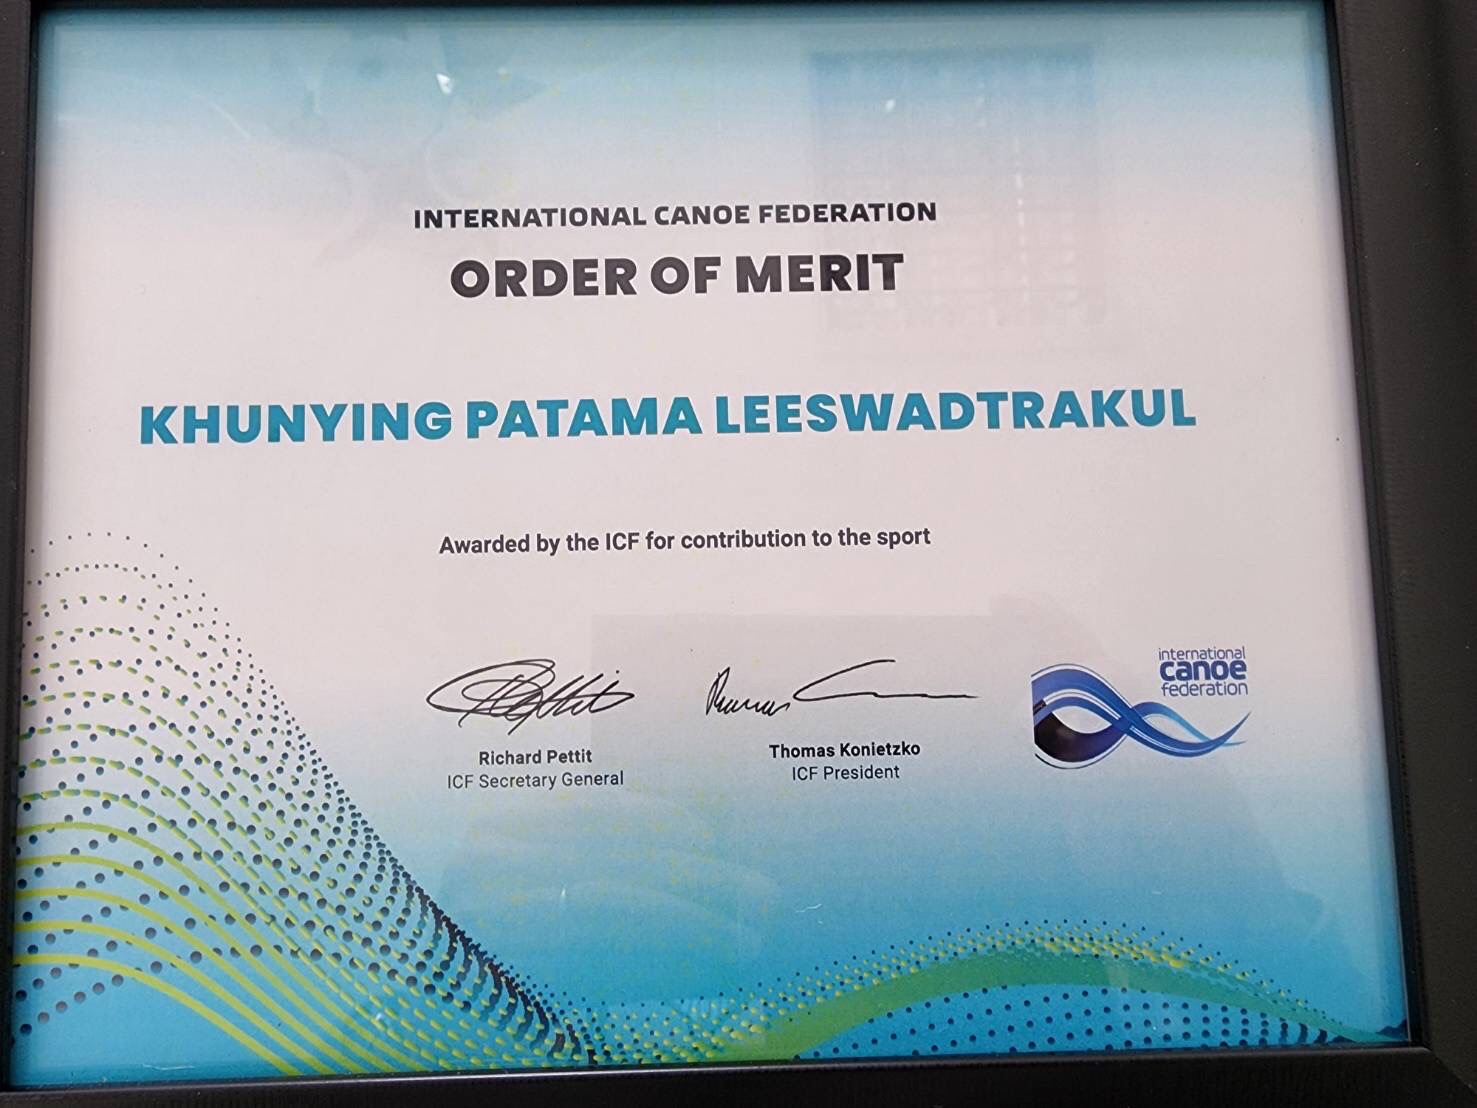 INTERNATIONAL CANOE FEDERATION
ORDER OF MERIT
KHUNYING PATAMA LEESWADTRAKUL
Awarded by the ICF for contribution to the sport
Richard Pettit
ICF Secretary General
Thomas Konietzko
ICF President
international
canoe
federation